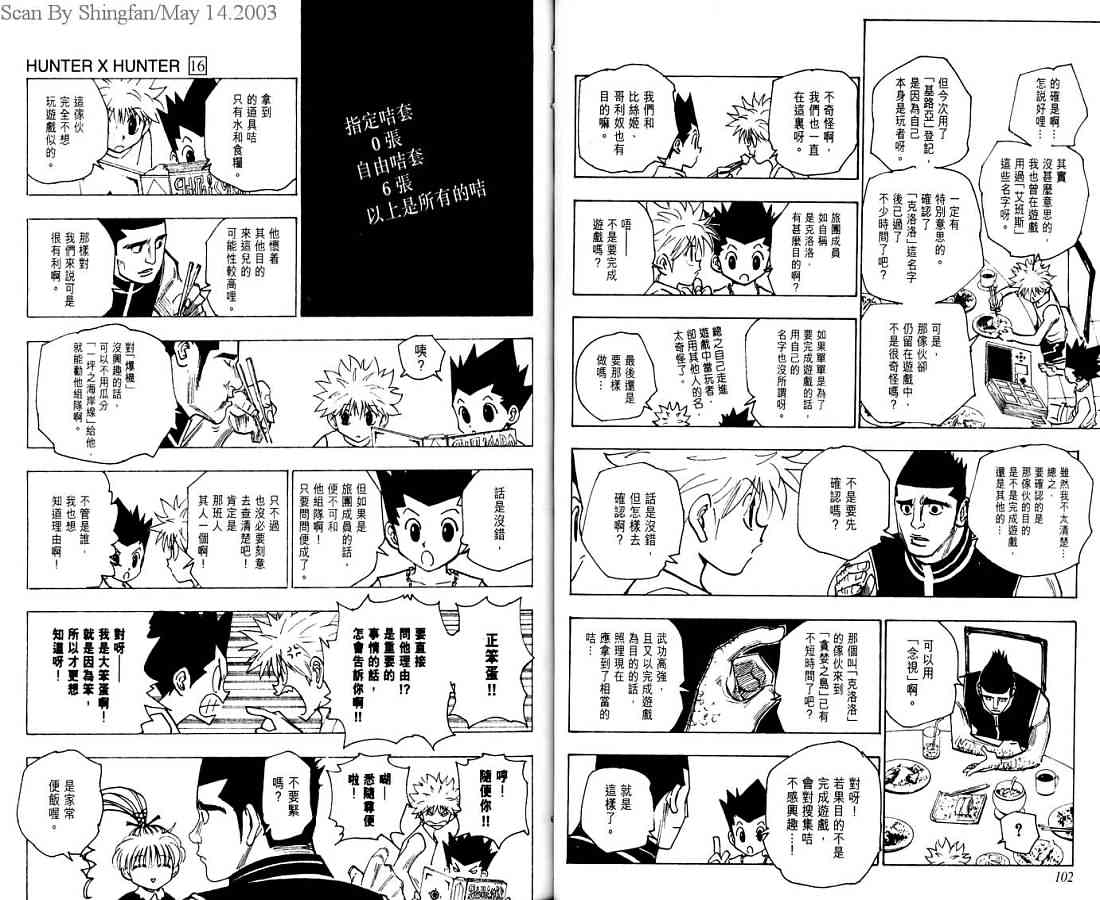 Scan By Shingfan/May 14.2003
的確是啊…
怎説好哩…
其實
沒甚麼意思的，
我也曾在遊戲
用過「艾班斯」
這些名字呀。
但今次用了
「基路亞」登記，
是因為自己
本身是玩者呀。
一定有
特別意思的。
確認了
「克洛洛」這名字
後已過了
不少時間了吧？
可是，
那傢伙卻
仍留在遊戲中，
不是很奇怪嗎？
不奇怪啊，
我們也一直
在這裏呀。
我們和
比絲姬、
哥利奴也有
目的嘛。
旅團成員
如自稱
是克洛洛，
有甚麼目的啊？
唔——
不是要完成
遊戲嗎？
如果單單是為了
要完成遊戲的話，
用自己的
名字也沒所謂呀。
總之自己走進
遊戲中當玩者，
卻用其他人的名，
太奇怪了。
最後還是
要那樣
做嗎…
雖然我不太清楚…
總之，
要確認的是
那傢伙的目的
是不是完成遊戲，
還是其他的…
不是要先
確認嗎？
話是沒錯，
但怎樣去
確認啊？
可以用
「念視」啊。
？
那個叫「克洛洛」
的傢伙來到
「貪婪之島」已有
不短時間了吧？
武功高強，
且又以完成遊戲
為目的的話，
照理現在
應拿到了相當的
咭…
對呀！
若果目的不是
完成遊戲，
會對搜集咭
不感興趣…！
就是
這樣了。
102
HUNTER X HUNTER 16
指定咭套
0張
自由咭套
6張
以上是所有的咭
拿到
的道具咭
只有水和食糧
這傢伙
完全不想
玩遊戲似的。
他懷着
其他目的
來這兒的
可能性較高哩。
那樣對
我們來說可是
很有利啊。
咦？
對「爆機」
沒興趣的話，
可以不用瓜分
「一坪之海岸線」給他，
就能勸他組隊啊。
話是沒錯，
但如果是
旅團成員的話，
便不可和
他組隊啊！
只要問問便成了。
只不過
也沒必要刻意
去查清楚吧！
肯定是
那班人
其人一個啊！
不管是誰，
我也想
知道理由啊！
正笨蛋!!
要直接
問他理由!?
是重要的
事情的話，
怎會告訴你啊!!
對呀
我是大笨蛋啊！
就是因為笨，
所以才更想
知道呀！
哼！
隨便你!!
啫——
悉隨尊便
啦！
不要緊
嗎？
是家常
便飯喔。